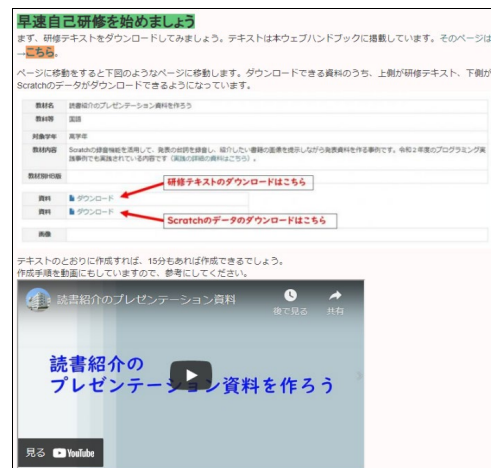 早速自己研修を始めましょう
まず、研修テキストをダウンロードしてみましょう。テキストは本ウェブハンドブックに掲載しています。そのページは
→こちら。
ページに移動をすると下図のようなページに移動します。ダウンロードできる資料のうち、上側が研修テキスト、下側が
Scratchのデータがダウンロードできるようになっています。
教材名 読書紹介のプレゼンテーション資料を作ろう
教科等 国語
対象学年 高学年
教材内容 Scratchの録音機能を活用して、発表の台詞を録音し、紹介したい書籍の画像を提示しながら発表資料を作る事例です。令和2年度のプログラミング実
践事例でも実施されている内容です（実践の詳細の資料はこちら）。
研修テキストのダウンロードはこちら
資料 ダウンロード
資料 ダウンロード
Scratchのデータのダウンロードはこちら
画像
テキストのとおりに作成すれば、15分もあれば作成できるでしょう。
作成手順を動画にもしていますので、参考にしてください。
読書紹介のプレゼンテーション資料
後で見る 共有
読書紹介の
プレゼンテーション資料を作ろう
見る YouTube